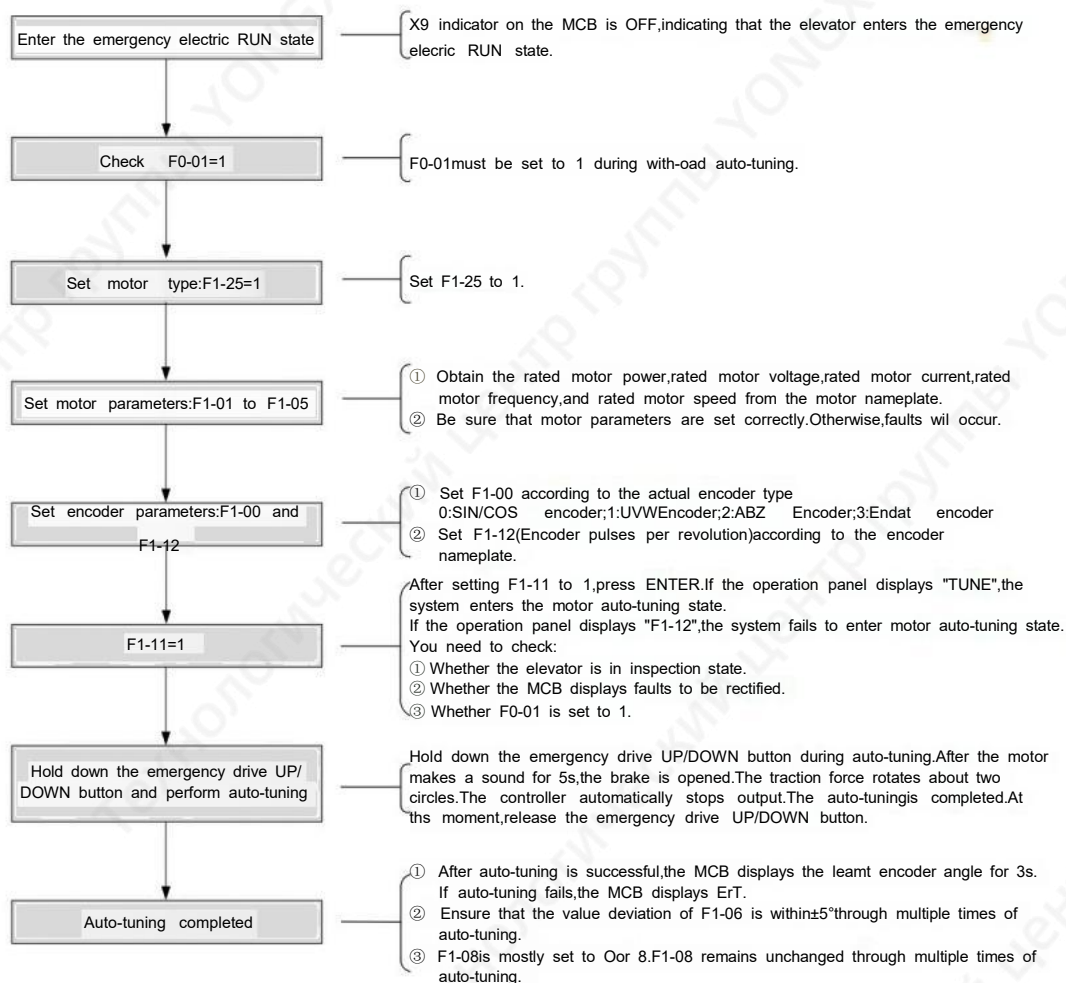 Enter the emergency electric RUN state
X9 indicator on the MCB is OFF,indicating that the elevator enters the emergency
elecric RUN state.
Check F0-01=1
F0-01must be set to 1 during with-oad auto-tuning.
Set motor type:F1-25=1
Set F1-25 to 1.
Set motor parameters:F1-01 to F1-05
① Obtain the rated motor power,rated motor voltage,rated motor current,rated
motor frequency,and rated motor speed from the motor nameplate.
② Be sure that motor parameters are set correctly.Otherwise,faults wil occur.
Set encoder parameters:F1-00 and
F1-12
① Set F1-00 according to the actual encoder type
0:SIN/COS encoder;1:UVWEncoder;2:ABZ Encoder;3:Endat encoder
② Set F1-12(Encoder pulses per revolution)according to the encoder
nameplate.
F1-11=1
After setting F1-11 to 1,press ENTER.If the operation panel displays "TUNE",the
system enters the motor auto-tuning state.
If the operation panel displays "F1-12",the system fails to enter motor auto-tuning state.
You need to check:
① Whether the elevator is in inspection state.
② Whether the MCB displays faults to be rectified.
③ Whether F0-01 is set to 1.
Hold down the emergency drive UP/
DOWN button and perform auto-tuning
Hold down the emergency drive UP/DOWN button during auto-tuning.After the motor
makes a sound for 5s,the brake is opened.The traction force rotates about two
circles.The controller automatically stops output.The auto-tuningis completed.At
ths moment,release the emergency drive UP/DOWN button.
Auto-tuning completed
① After auto-tuning is successful,the MCB displays the leamt encoder angle for 3s.
If auto-tuning fails,the MCB displays ErT.
② Ensure that the value deviation of F1-06 is within±5°through multiple times of
auto-tuning.
③ F1-08is mostly set to Oor 8.F1-08 remains unchanged through multiple times of
auto-tuning.